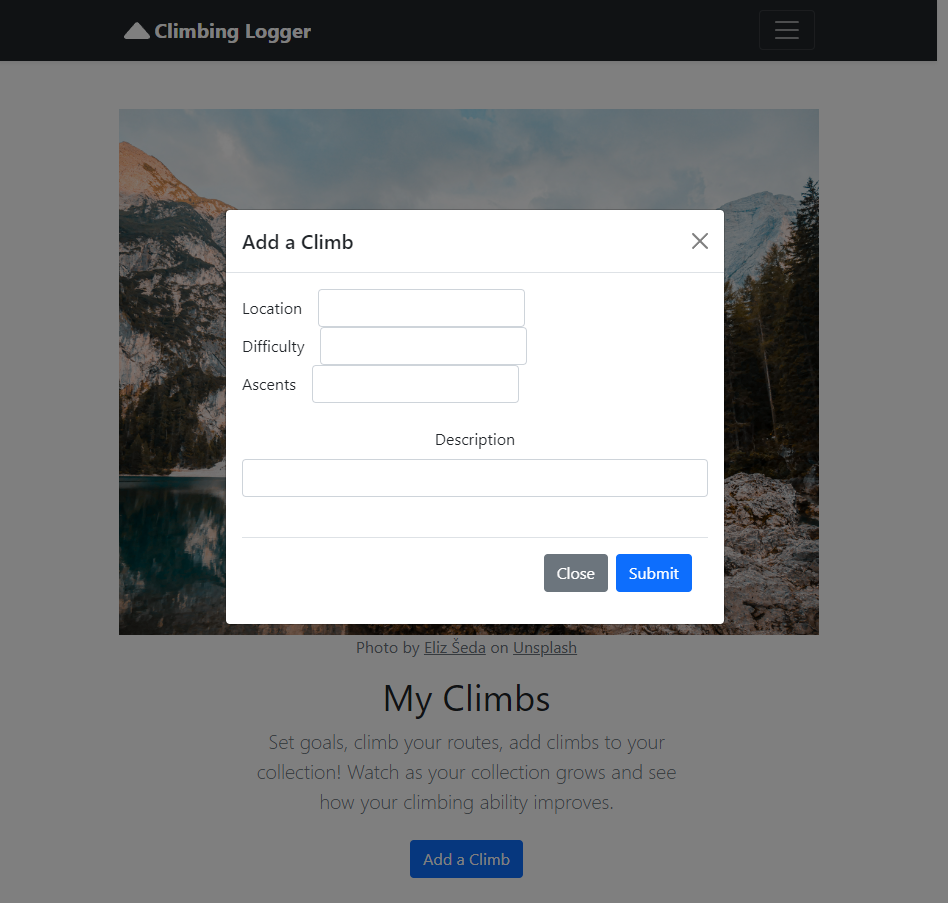 Climbing Logger
Add a Climb
Location
Difficulty
Ascents
Description
Close Submit
Photo by Eliz Šeda on Unsplash
My Climbs
Set goals, climb your routes, add climbs to your
collection! Watch as your collection grows and see
how your climbing ability improves.
Add a Climb